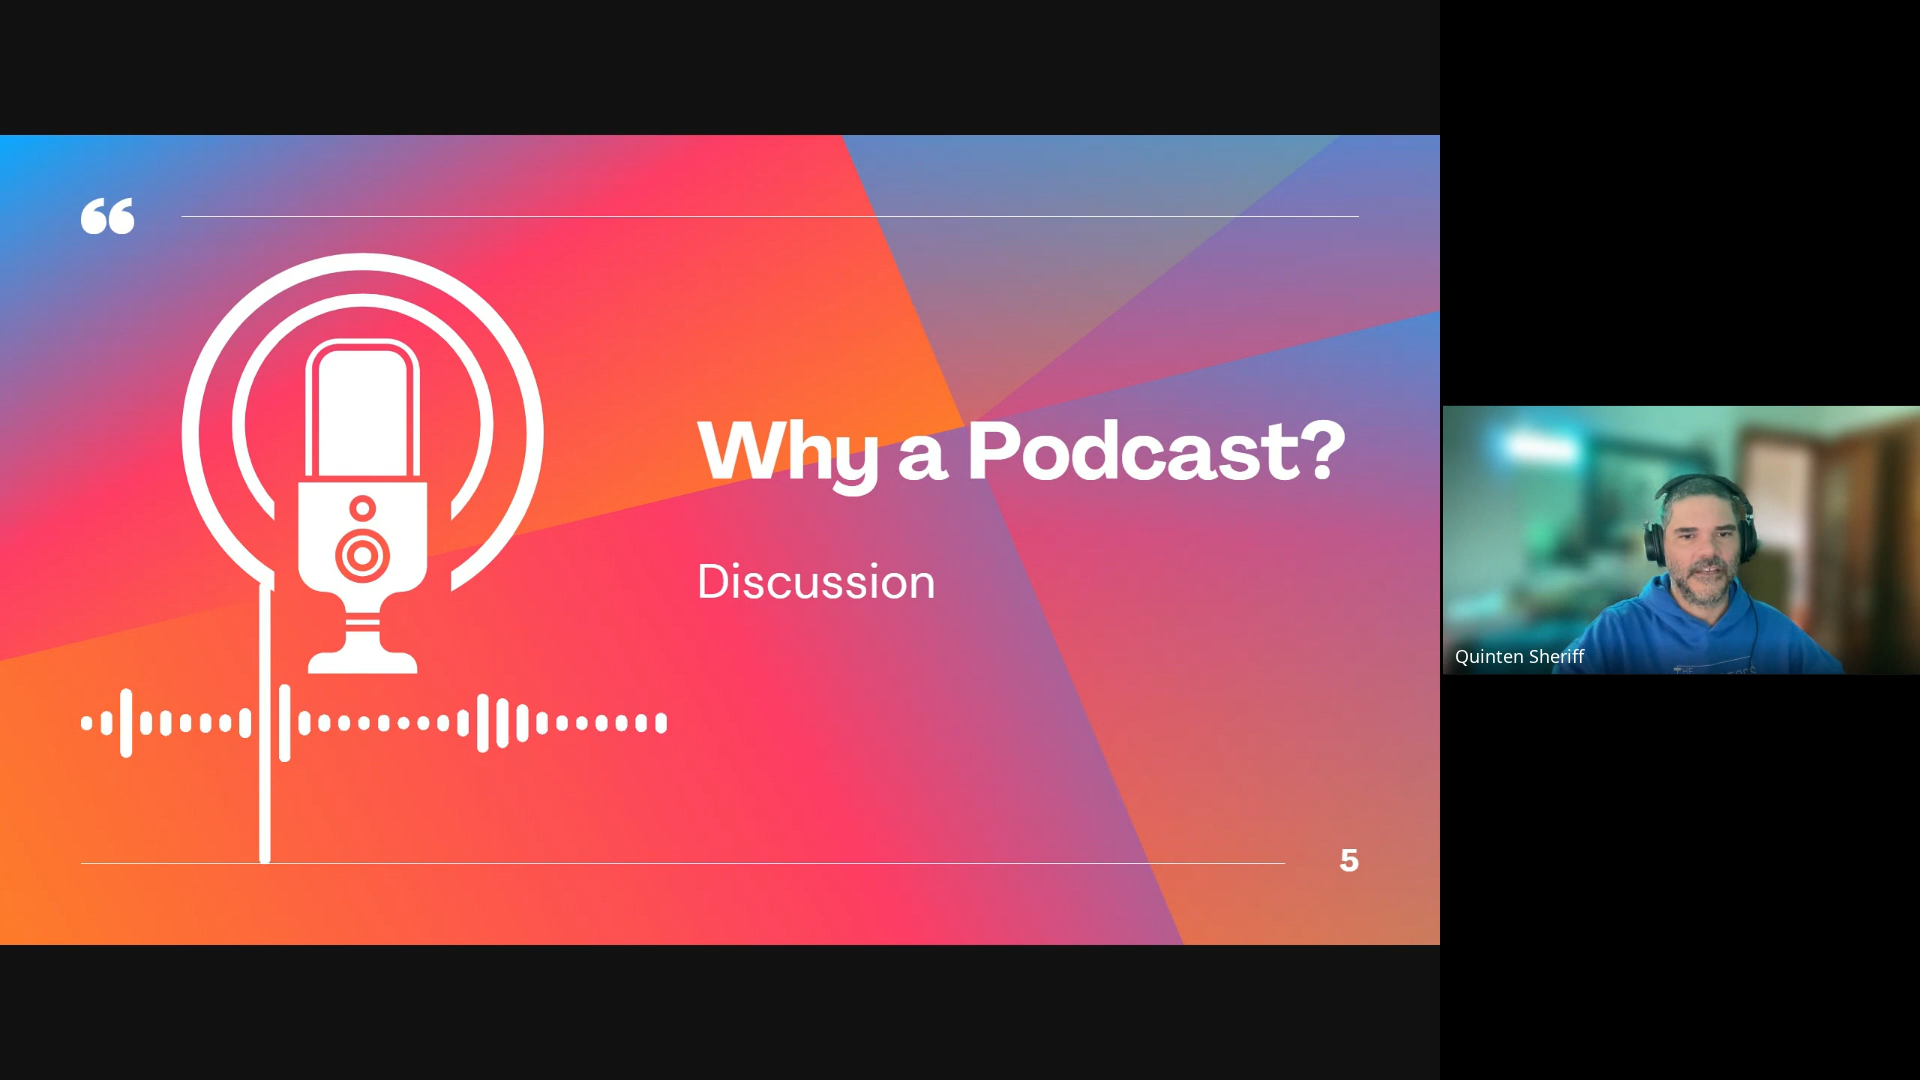 “
Why a Podcast?
Discussion
5
Quinten Sheriff